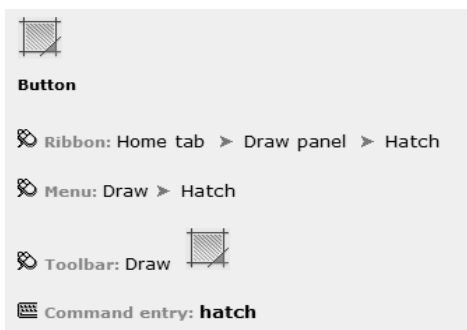 Button
Ribbon: Home tab ➢ Draw panel ➢ Hatch
Menu: Draw ➢ Hatch
Toolbar: Draw
Command entry: hatch